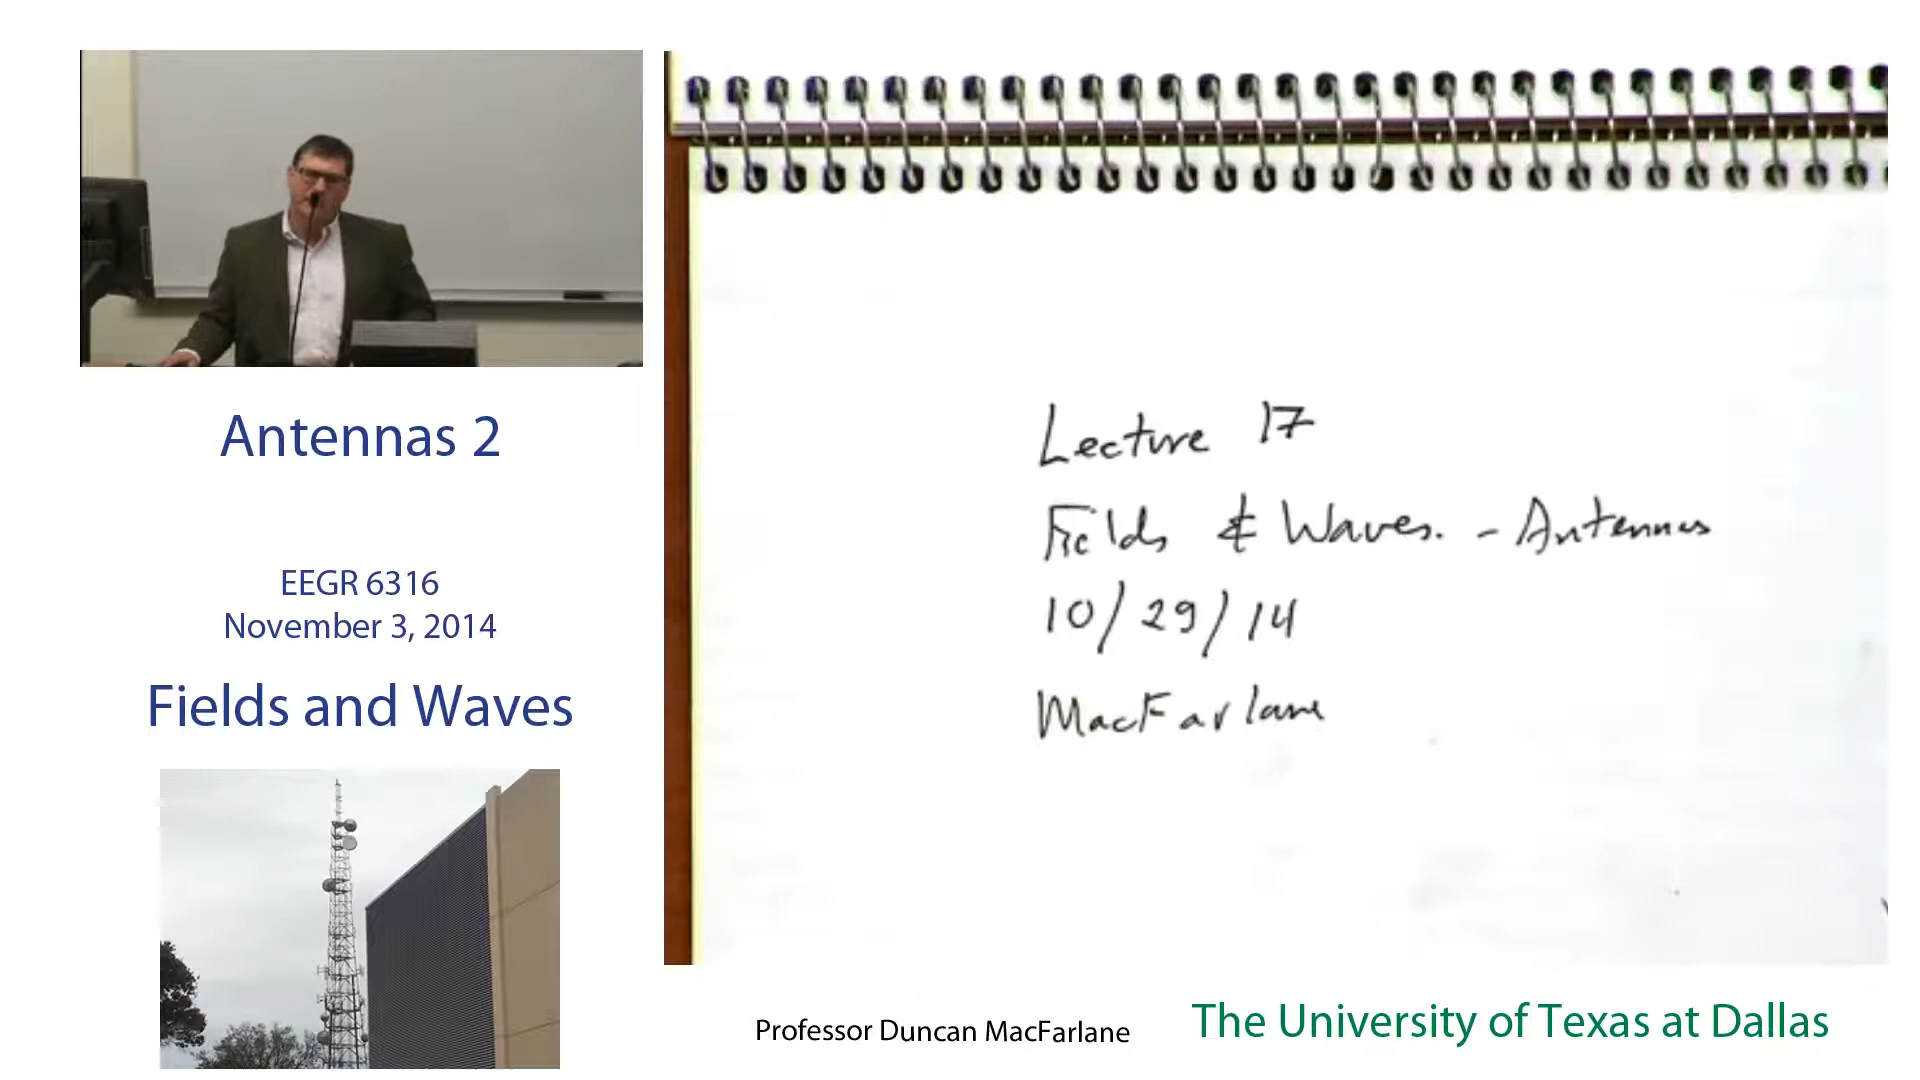 Antennas 2
EEGR 6316
November 3, 2014
Fields and Waves
Lecture 17
Fields & Waves. - Antennas
10/29/14
MacFarlane
Professor Duncan MacFarlane
The University of Texas at Dallas